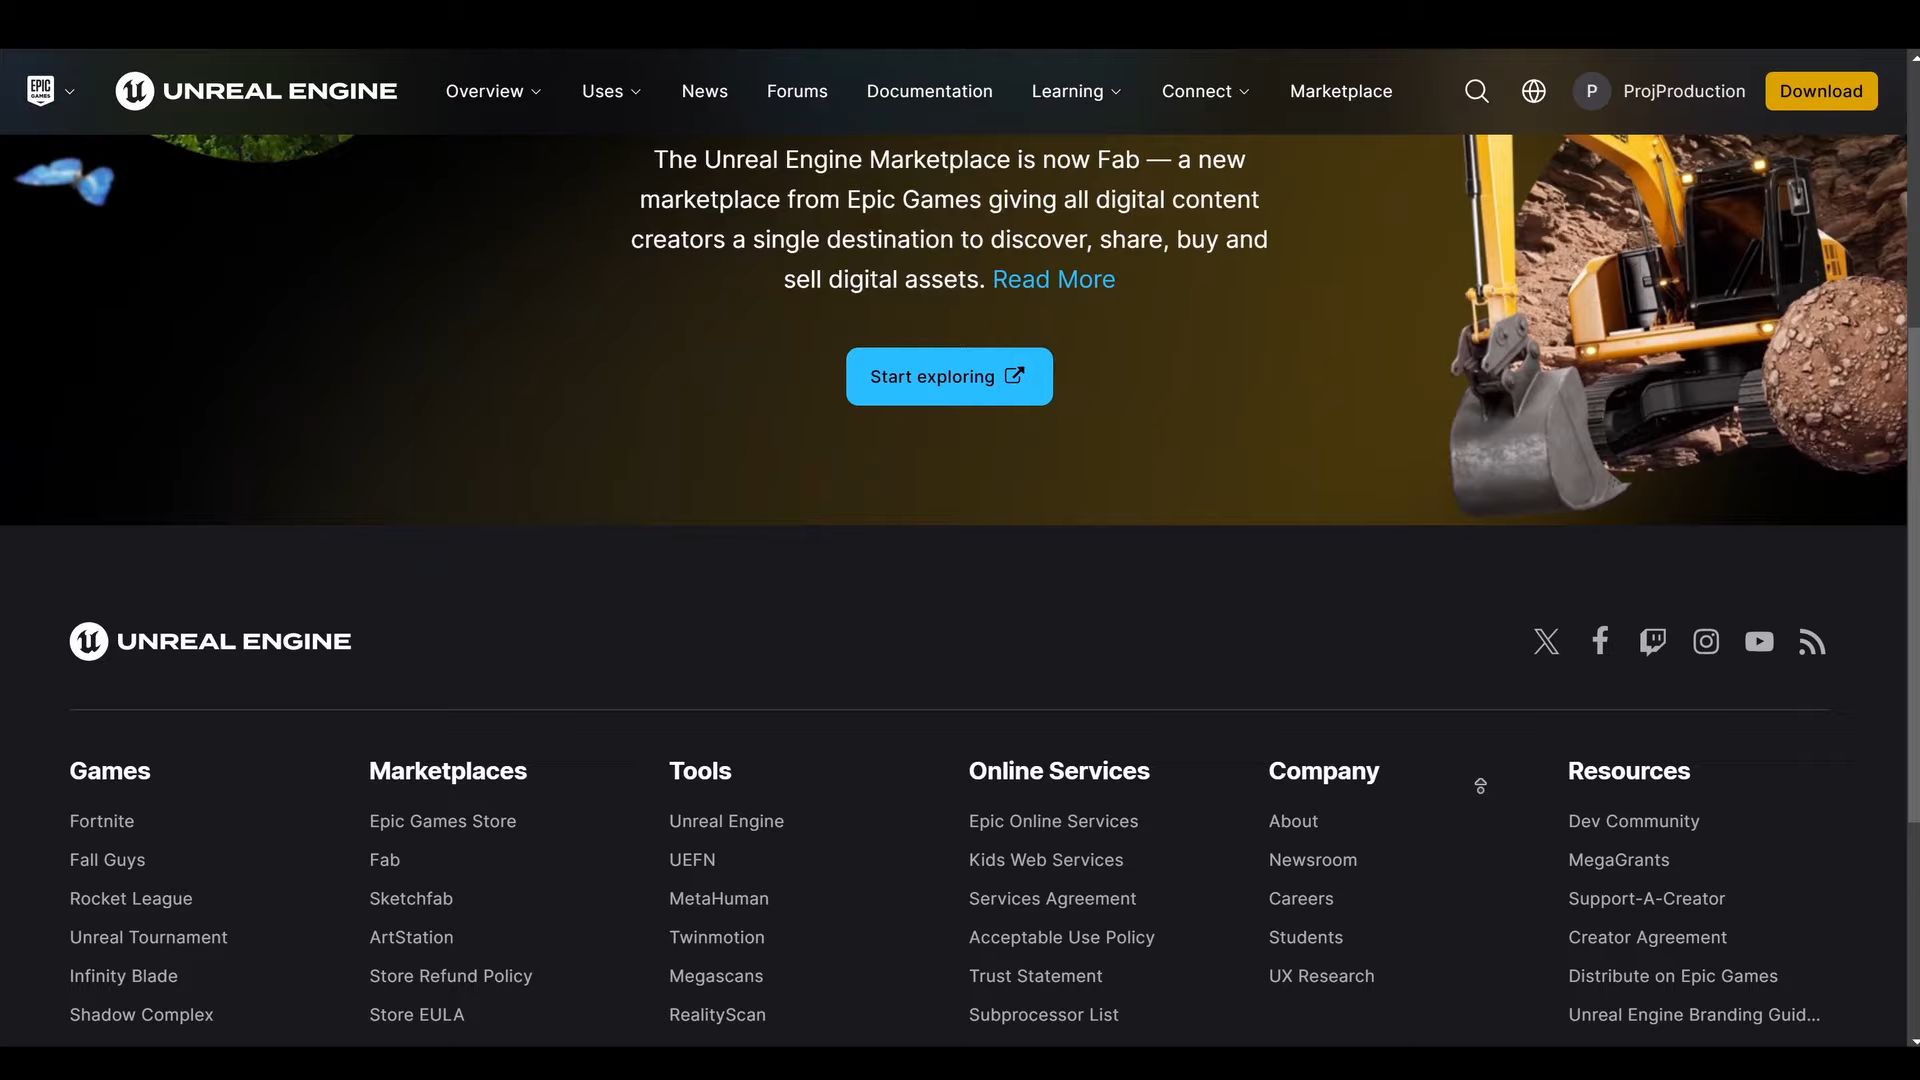 EPIC GAMES
UNREAL ENGINE
Overview
Uses
News
Forums
Documentation
Learning
Connect
Marketplace
P
ProjProduction
Download
The Unreal Engine Marketplace is now Fab — a new
marketplace from Epic Games giving all digital content
creators a single destination to discover, share, buy and
sell digital assets. Read More
Start exploring
UNREAL ENGINE
Games
Fortnite
Fall Guys
Rocket League
Unreal Tournament
Infinity Blade
Shadow Complex
Marketplaces
Epic Games Store
Fab
Sketchfab
ArtStation
Store Refund Policy
Store EULA
Tools
Unreal Engine
UEFN
MetaHuman
Twinmotion
Megascans
RealityScan
Online Services
Epic Online Services
Kids Web Services
Services Agreement
Acceptable Use Policy
Trust Statement
Subprocessor List
Company
About
Newsroom
Careers
Students
UX Research
Resources
Dev Community
MegaGrants
Support-A-Creator
Creator Agreement
Distribute on Epic Games
Unreal Engine Branding Guid...